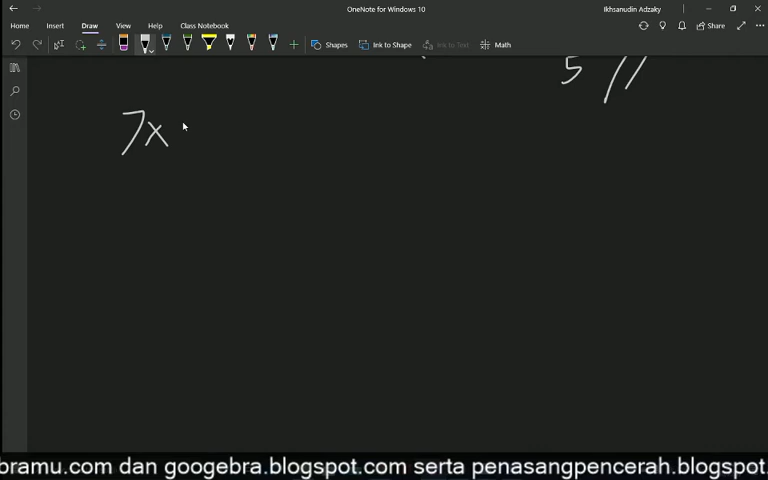 OneNote for Windows 10
Ikhsanudin Adzaky
Home Insert Draw View Help Class Notebook
Share
Shapes Ink to Shape Ink to Text Math
5 //
7x
bramu.com dan googebra.blogspot.com serta penasangpencerah.blogspot